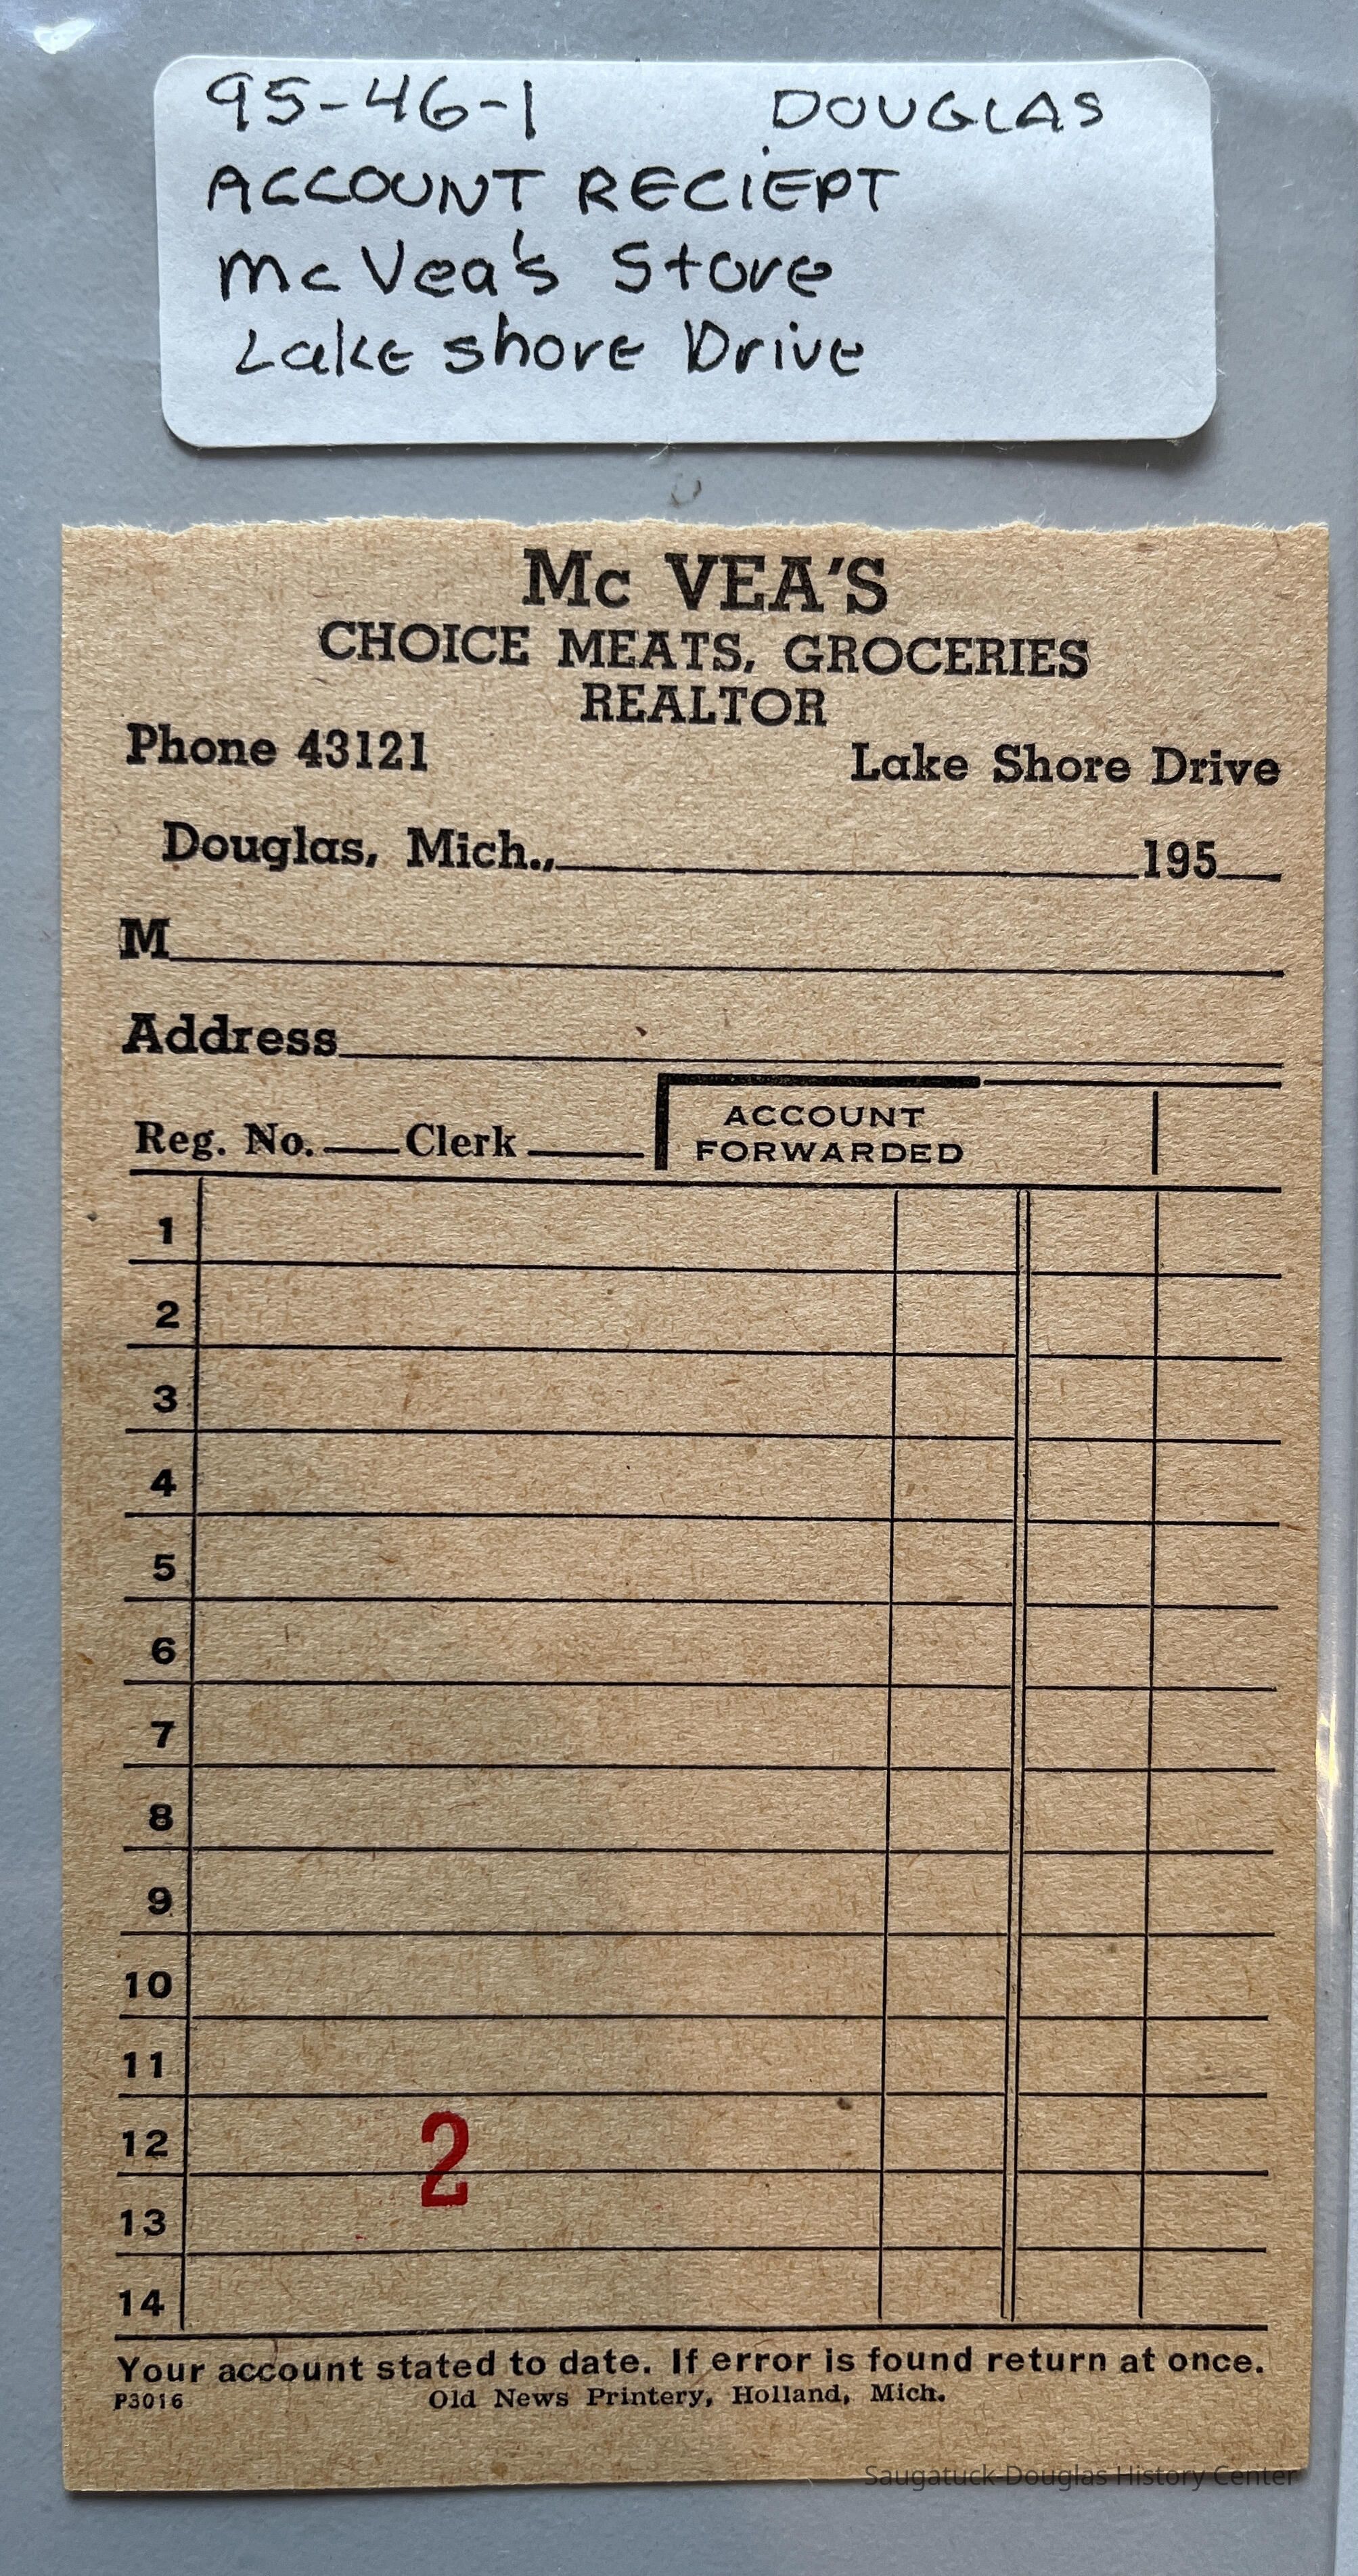 95-46-1 DOUGLAS
ACCOUNT RECIEPT
Mc Vea's Store
Lake shore Drive
Mc VEA'S
CHOICE MEATS, GROCERIES
REALTOR
Phone 43121 Lake Shore Drive
Douglas, Mich., 195
M
Address
Reg. No. Clerk ACCOUNT FORWARDED
1
2
3
4
5
6
7
8
9
10
11
12
2
13
14
Your account stated to date. If error is found return at once.
P3016 Old News Printery, Holland, Mich.
Saugatuck-Douglas History Center